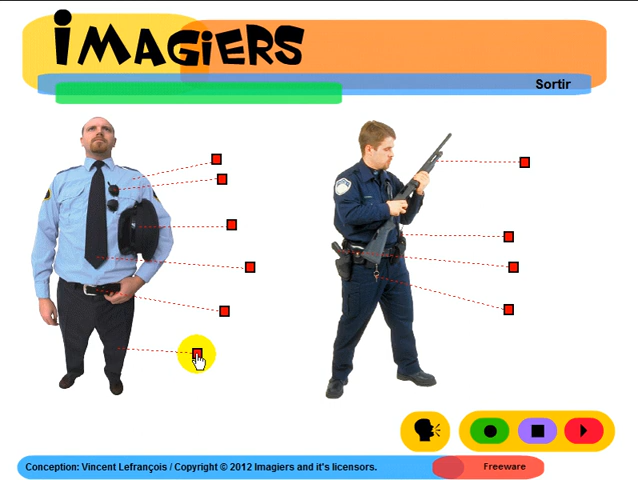 iMAGiERS
Sortir
Conception: Vincent Lefrançois / Copyright © 2012 Imagiers and it's licensors.
Freeware